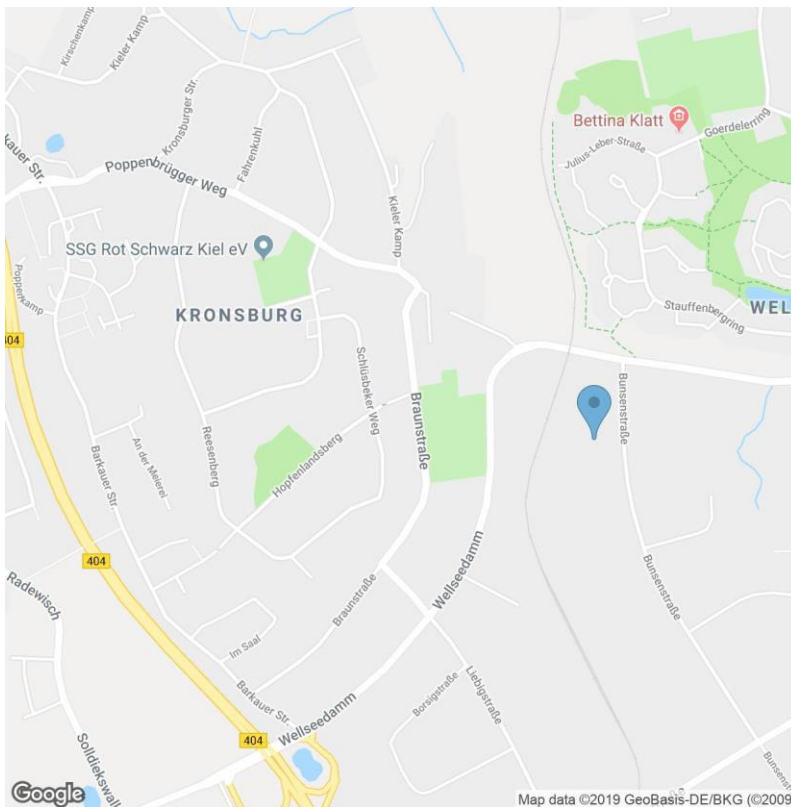 Kirschenkamp
Kieler Kamp
Kronsburger Str.
Fahrenkuhl
kauer Str.
Poppenbrügger Weg
Kieler Kamp
Bettina Klatt
Goerdelerring
Julius-Leber-Straße
SSG Rot Schwarz Kiel eV
Popperkamp
KRONSBURG
Stauffenbergring
WEL
404
Schlüsbeker Weg
Braunstraße
Bunsenstraße
Barkauer Str.
An der Meierei
Reesenberg
Hopfenlandsberg
404
Radewisch
Wellseedamm
Bunsenstraße
Braunstraße
Im Saal
Barkauer Str.
Borsigstraße
Liebigstraße
404
Wellseedamm
Solldiekswall
Bunsenstraß
Google
Map data ©2019 GeoBasis-DE/BKG (©2009